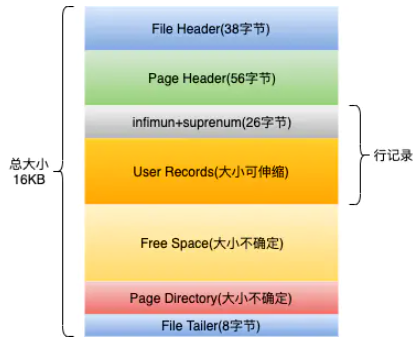 File Header(38字节)
Page Header(56字节)
infimun+suprenum(26字节)
User Records(大小可伸缩)
Free Space(大小不确定)
Page Directory(大小不确定)
File Tailer(8字节)
总大小
16KB
行记录